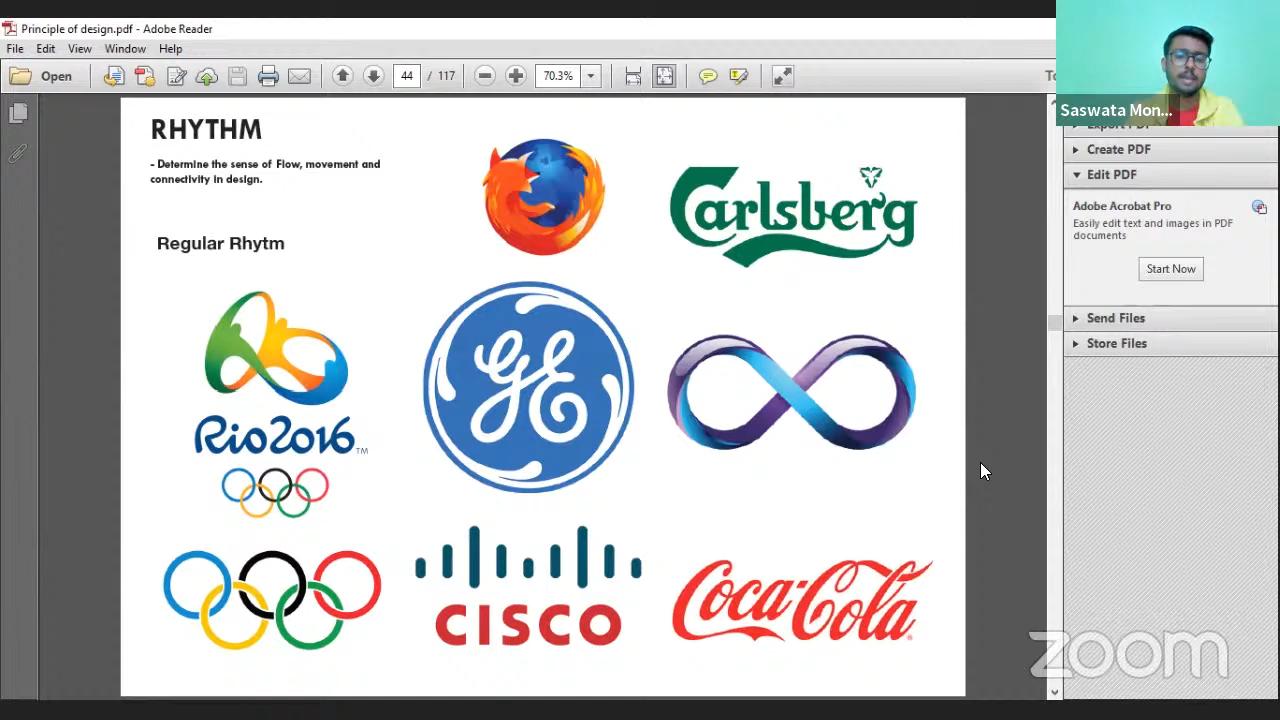 Principle of design.pdf - Adobe Reader
File Edit View Window Help
Open 44 / 117 70.3%
Saswata Mon...
Create PDF
Edit PDF
Adobe Acrobat Pro
Easily edit text and images in PDF
documents
Start Now
Send Files
Store Files
RHYTHM
- Determine the sense of Flow, movement and
connectivity in design.
Regular Rhytm
Carlsberg
Rio2016™
GE
CISCO
Coca-Cola
zoom